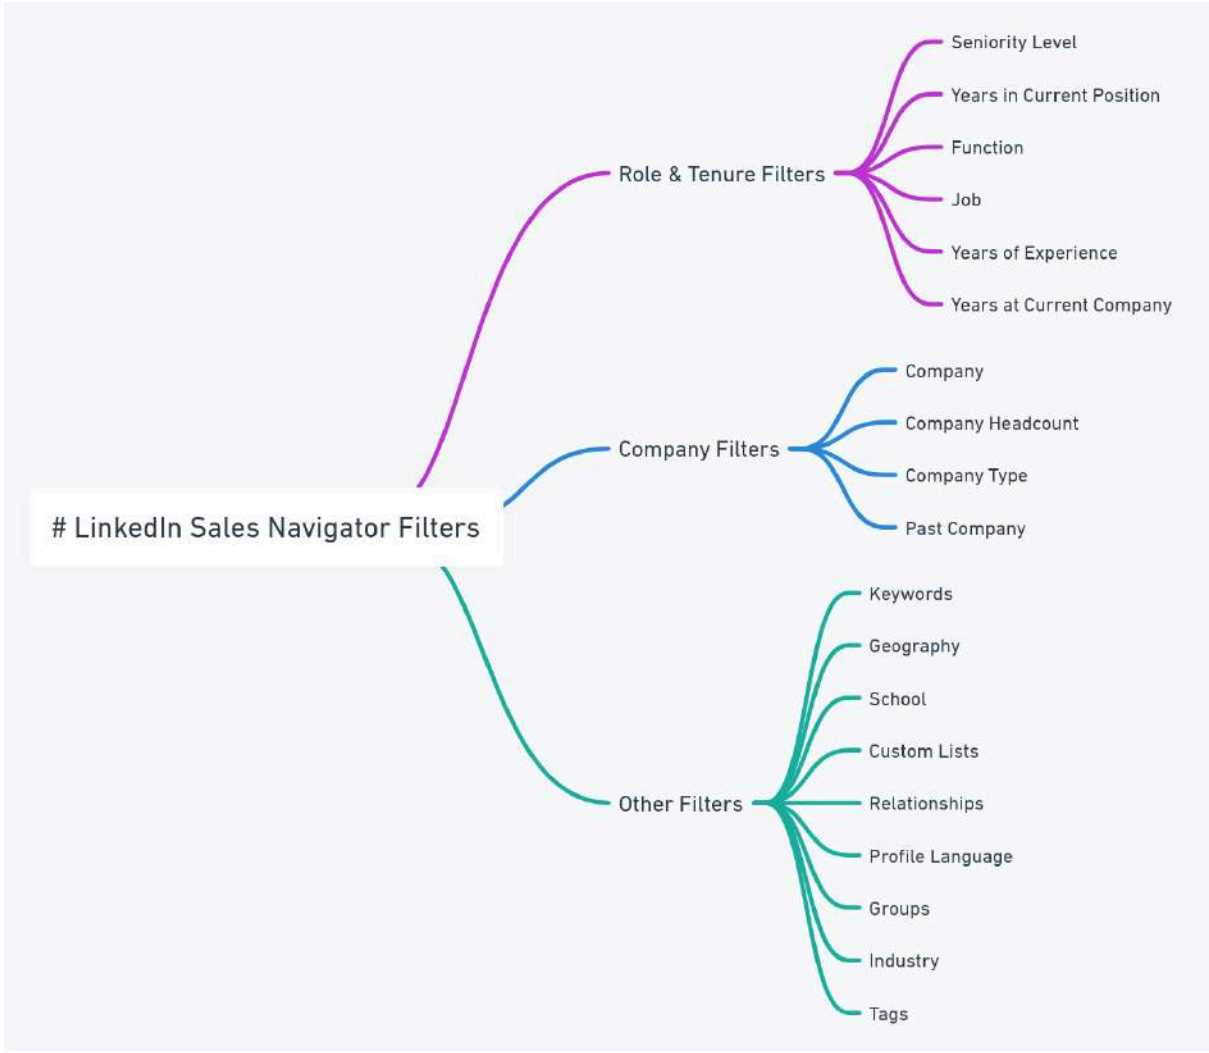 # LinkedIn Sales Navigator Filters
Role & Tenure Filters
Seniority Level
Years in Current Position
Function
Job
Years of Experience
Years at Current Company
Company Filters
Company
Company Headcount
Company Type
Past Company
Other Filters
Keywords
Geography
School
Custom Lists
Relationships
Profile Language
Groups
Industry
Tags